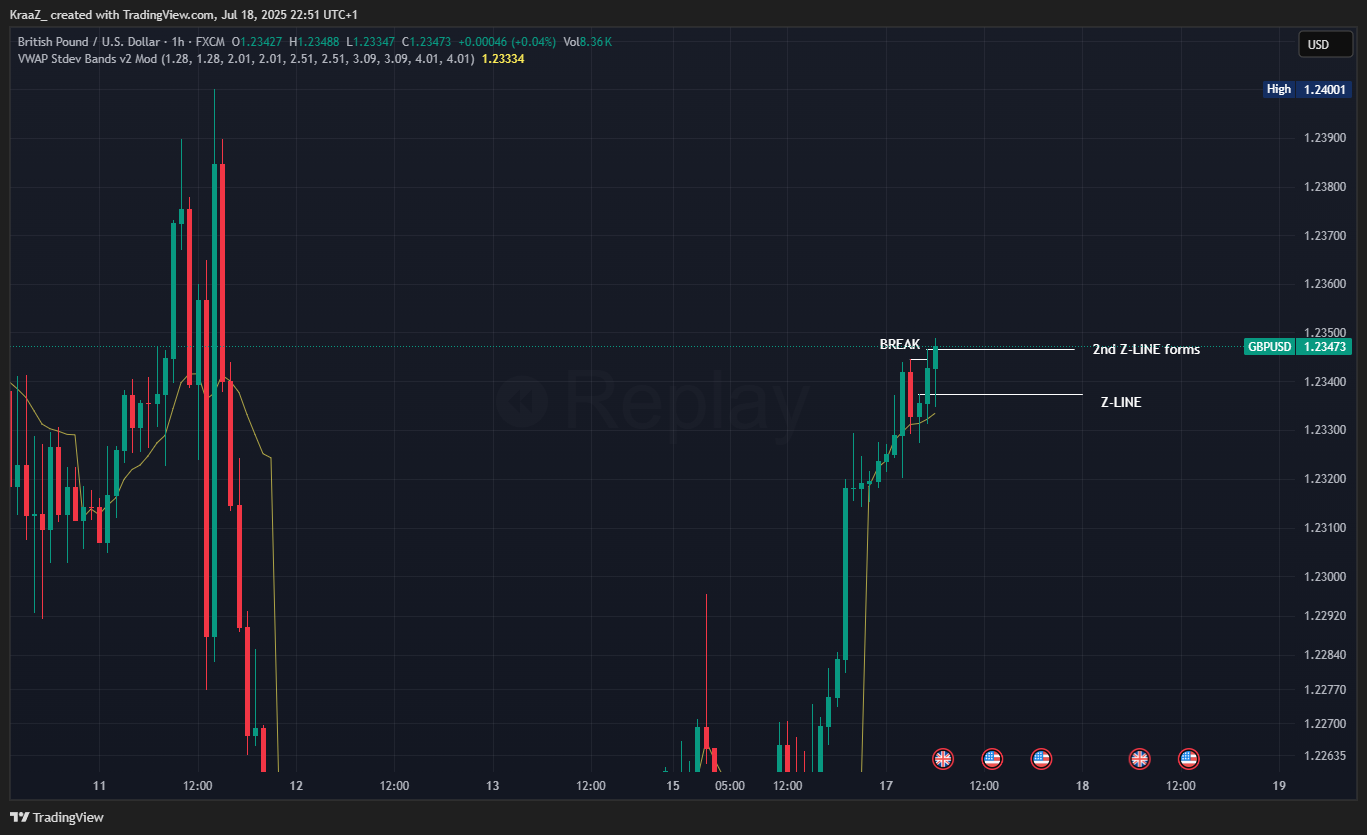 KraaZ_ created with TradingView.com, Jul 18, 2025 22:51 UTC+1
British Pound / U.S. Dollar · 1h · FXCM O1.23427 H1.23488 L1.23347 C1.23473 +0.00046 (+0.04%) Vol8.36K
VWAP Stdev Bands v2 Mod (1.28, 1.28, 2.01, 2.01, 2.51, 2.51, 3.09, 3.09, 4.01, 4.01) 1.23334
USD
High 1.24001
1.23900
1.23800
1.23700
1.23600
1.23500
BREAK
2nd Z-LINE forms
GBPUSD 1.23473
1.23400
Z-LINE
Replay
1.23300
1.23200
1.23100
1.23000
1.22920
1.22840
1.22770
1.22700
1.22635
11 12:00 12 12:00 13 12:00 15 05:00 12:00 17 12:00 18 12:00 19
TradingView